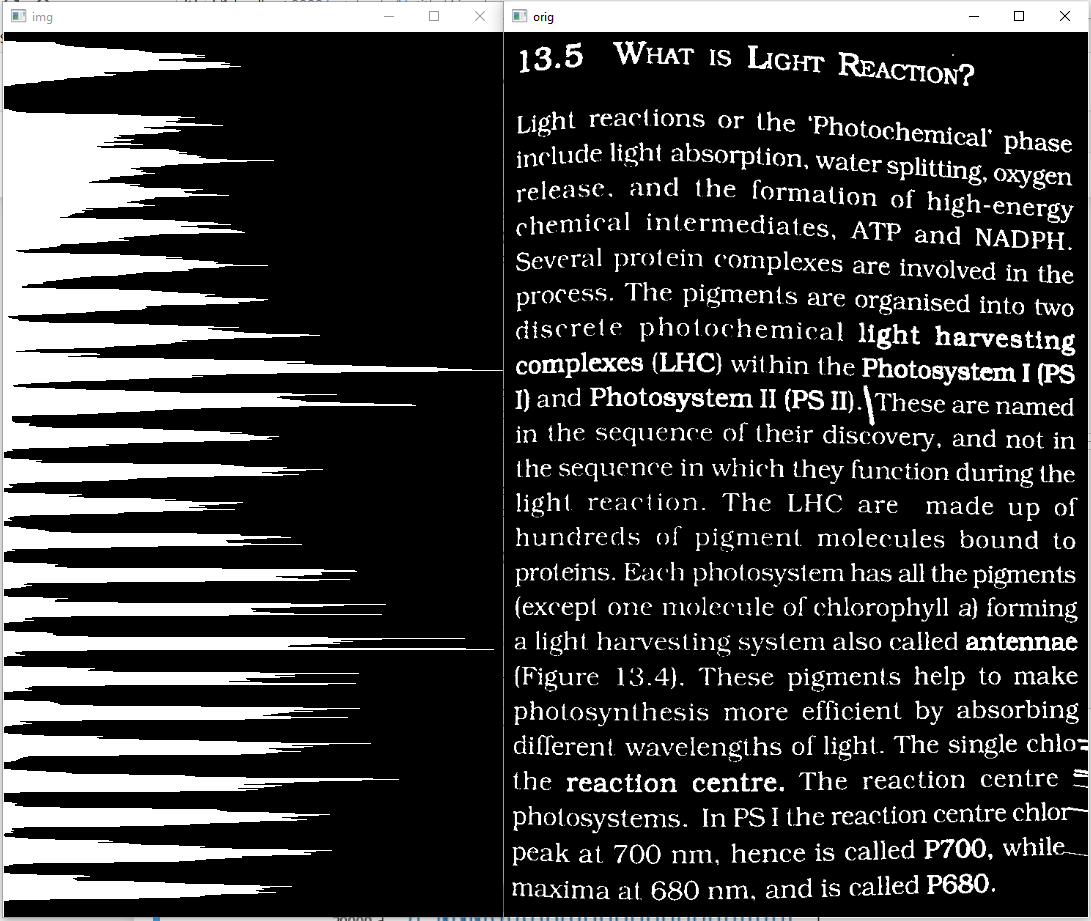 img
orig
13.5 WHAT IS LIGHT REACTION?
Light reactions or the ‘Photochemical’ phase
include light absorption, water splitting, oxygen
release, and the formation of high-energy
chemical intermediates, ATP and NADPH.
Several protein complexes are involved in the
process. The pigments are organised into two
discrete photochemical light harvesting
complexes (LHC) within the Photosystem I (PS
I) and Photosystem II (PS II). These are named
in the sequence of their discovery, and not in
the sequence in which they function during the
light reaction. The LHC are made up of
hundreds of pigment molecules bound to
proteins. Each photosystem has all the pigments
(except one molecule of chlorophyll a) forming
a light harvesting system also called antennae
(Figure 13.4). These pigments help to make
photosynthesis more efficient by absorbing
different wavelengths of light. The single chlo
the reaction centre. The reaction centre
photosystems. In PS I the reaction centre chlor
peak at 700 nm, hence is called P700, while
maxima at 680 nm, and is called P680.